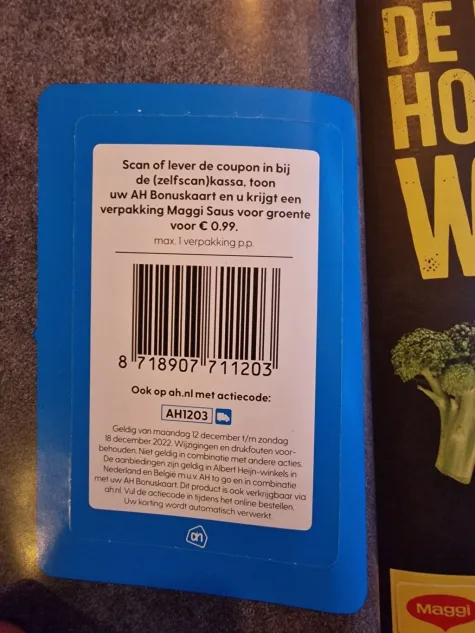 Scan of lever de coupon in bij
de (zelfscan)kassa, toon
uw AH Bonuskaart en u krijgt een
verpakking Maggi Saus voor groente
voor € 0.99.
max. 1 verpakking p.p.
8 718907 711203
Ook op ah.nl met actiecode:
AH1203
Geldig van maandag 12 december t/m zondag
18 december 2022. Wijzigingen en drukfouten voor-
behouden. Niet geldig in combinatie met andere acties.
De aanbiedingen zijn geldig in Albert Heijn-winkels in
Nederland en België m.u.v. AH to go en in combinatie
met uw AH Bonuskaart. Dit product is ook verkrijgbaar via
ah.nl. Vul de actiecode in tijdens het online bestellen.
Uw korting wordt automatisch verwerkt.
ah
DE
HO
W
Maggi